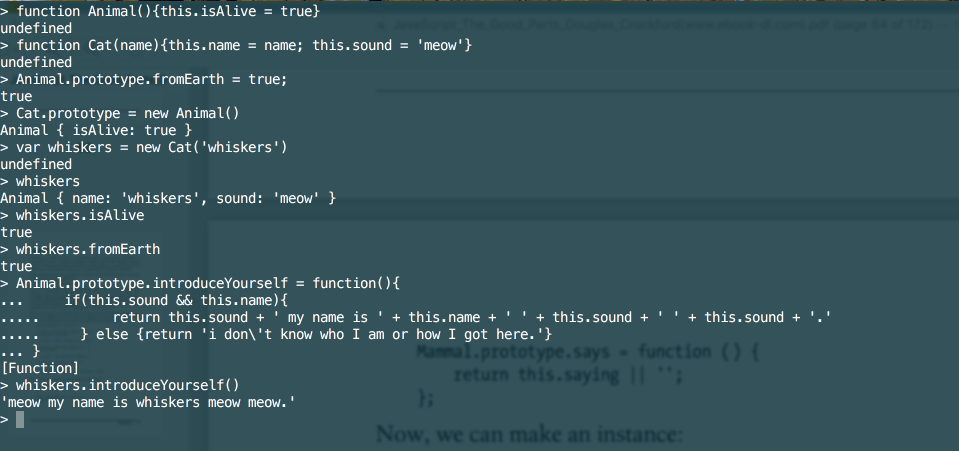 > function Animal(){this.isAlive = true}
undefined
> function Cat(name){this.name = name; this.sound = 'meow'}
undefined
> Animal.prototype.fromEarth = true;
true
> Cat.prototype = new Animal()
Animal { isAlive: true }
> var whiskers = new Cat('whiskers')
undefined
> whiskers
Animal { name: 'whiskers', sound: 'meow' }
> whiskers.isAlive
true
> whiskers.fromEarth
true
> Animal.prototype.introduceYourself = function(){
...     if(this.sound && this.name){
.....         return this.sound + ' my name is ' + this.name + ' ' + this.sound + ' ' + this.sound + '.'
.....     } else {return 'i don\'t know who I am or how I got here.'}
... }
[Function]
> whiskers.introduceYourself()
'meow my name is whiskers meow meow.'
>
Mammal.prototype.says = function () {
return this.saying || '';
};
Now, we can make an instance: